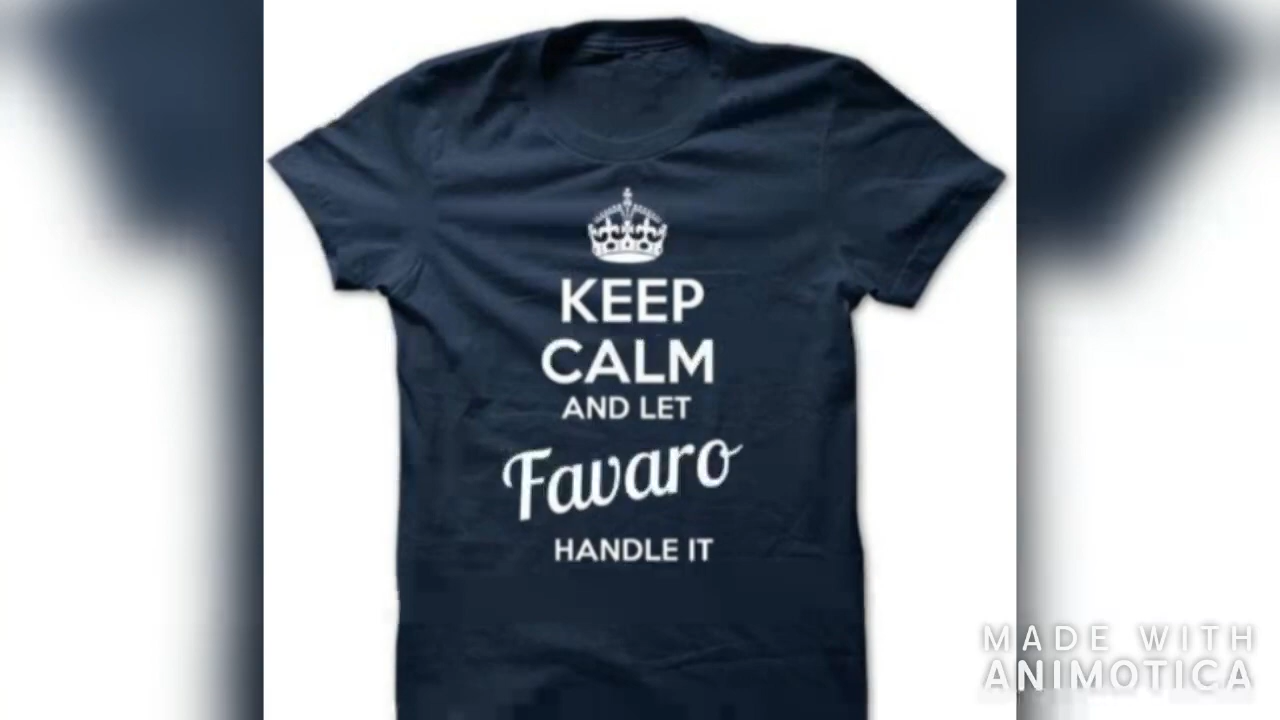 KEEP
CALM
AND LET
Favaro
HANDLE IT
MADE WITH
ANIMOTICA